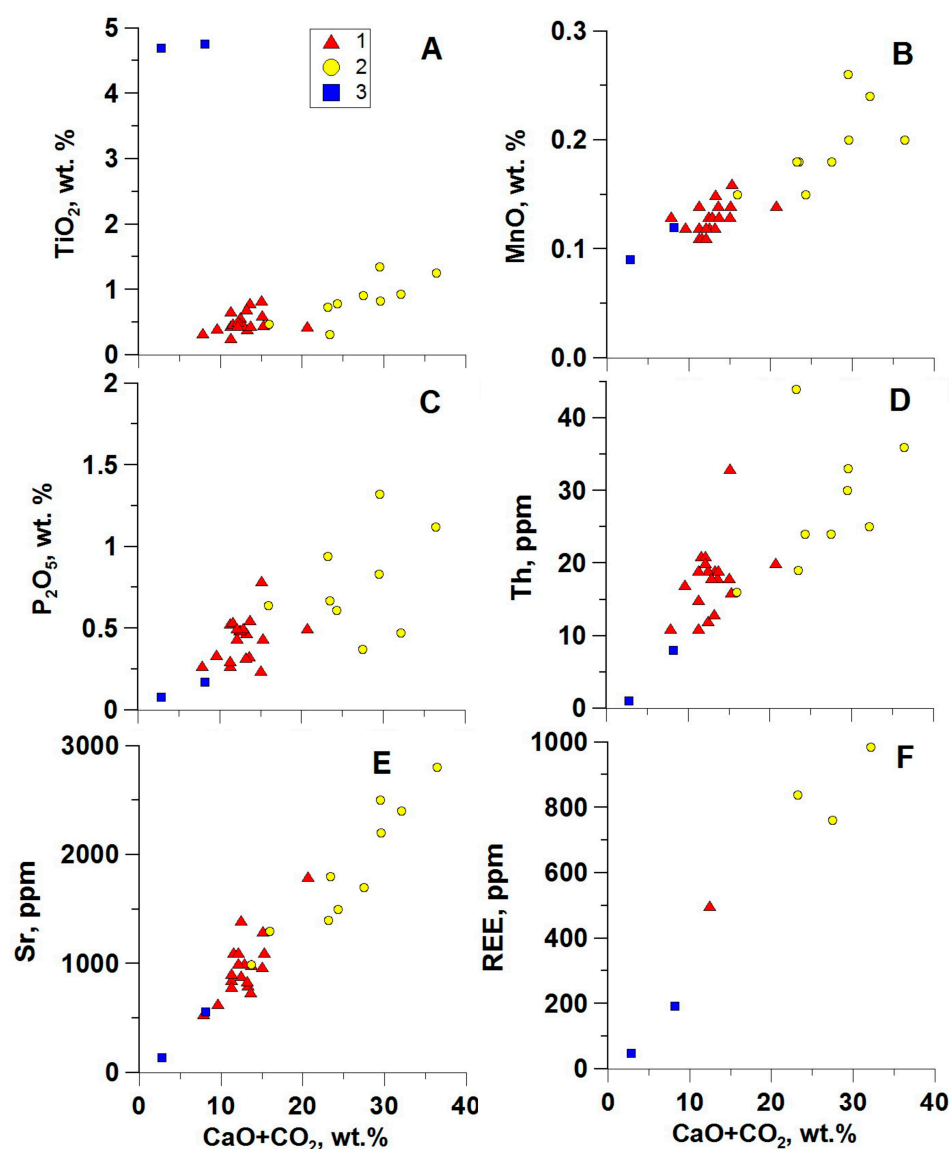 5
4
3
2
1
0
TiO2, wt. %
A
1
2
3
0.3
0.2
0.1
0.0
MnO, wt. %
B
2
1.5
1
0.5
0
P2O5, wt. %
C
40
30
20
10
0
Th, ppm
D
3000
2000
1000
0
Sr, ppm
E
0 10 20 30 40
CaO+CO2, wt.%
1000
800
600
400
200
0
REE, ppm
F
0 10 20 30 40
CaO+CO2, wt.%